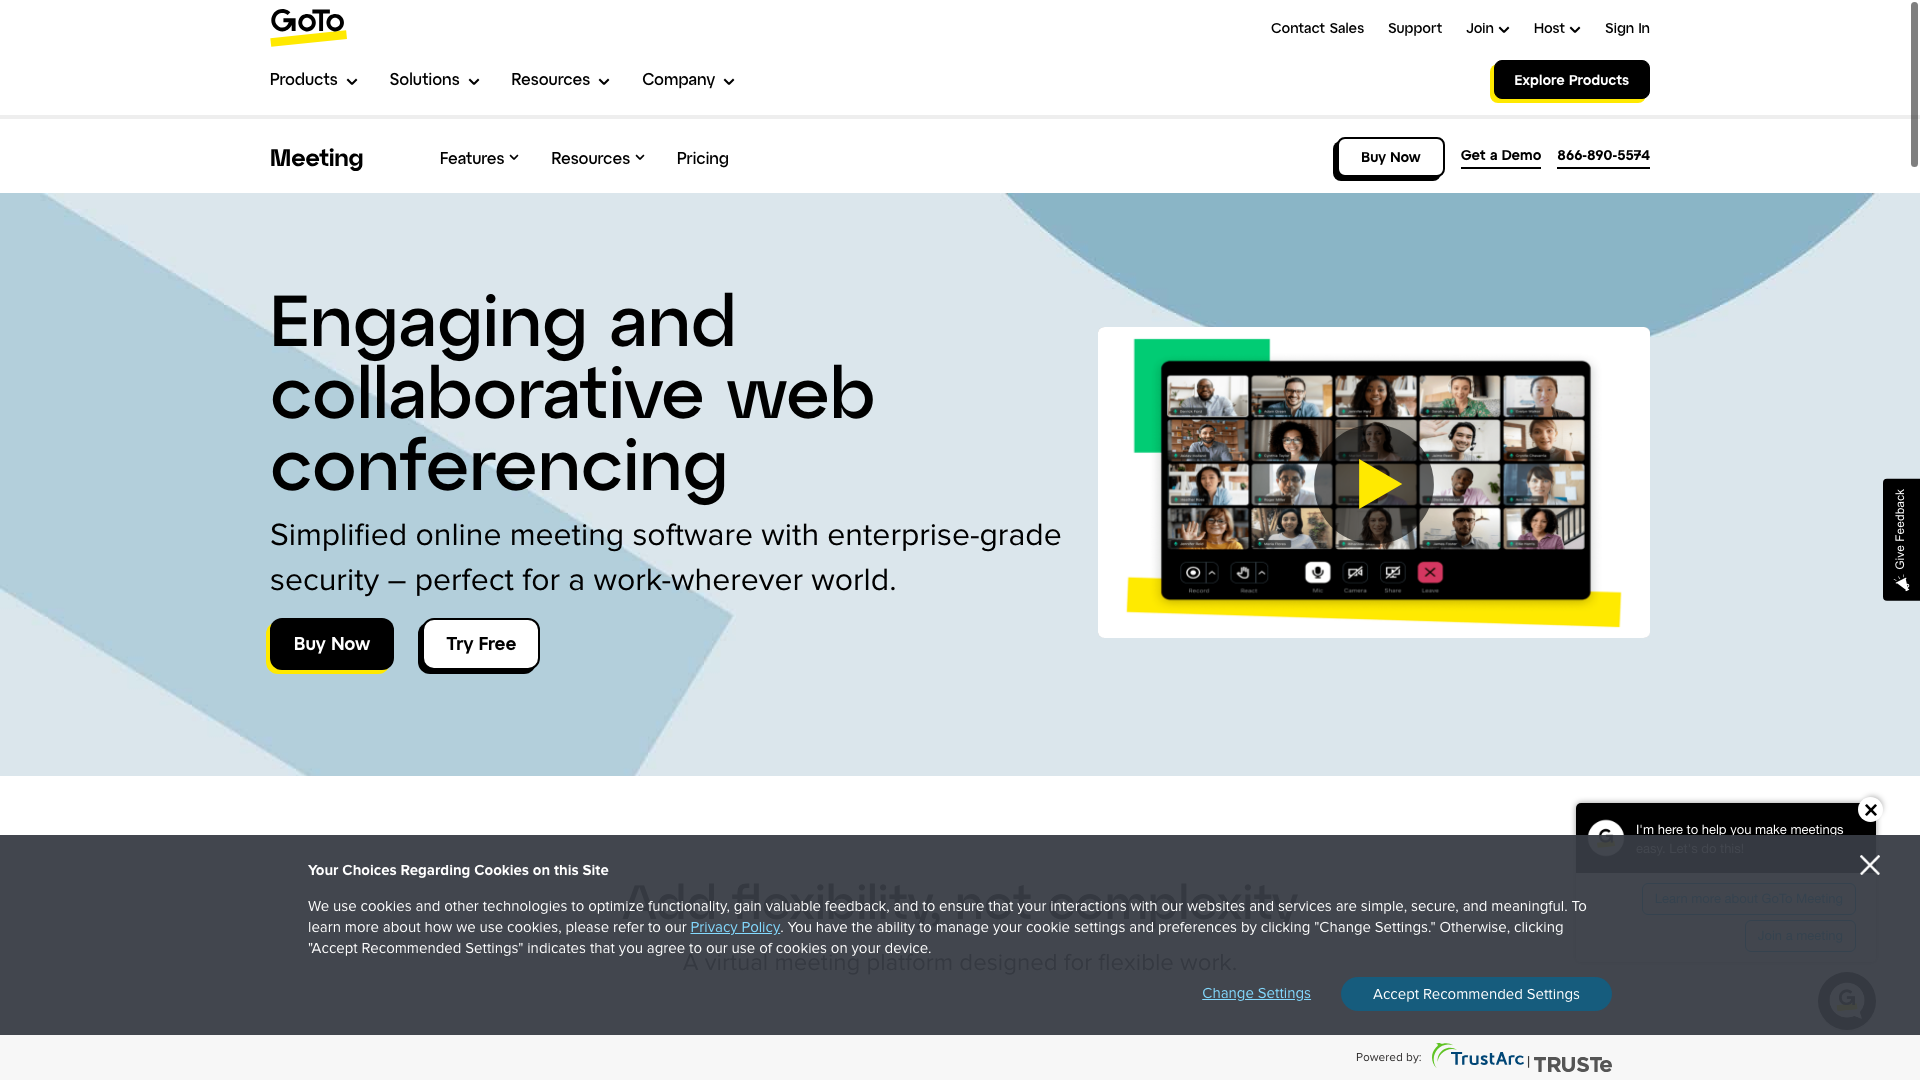 GoTo
Contact Sales
Support
Join
Host
Sign In
Products
Solutions
Resources
Company
Explore Products
Meeting
Features
Resources
Pricing
Buy Now
Get a Demo
866-890-5574
Engaging and
collaborative web
conferencing
Simplified online meeting software with enterprise-grade
security – perfect for a work-wherever world.
Buy Now
Try Free
Record
React
Mic
Camera
Share
Leave
Give Feedback
I'm here to help you make meetings
easy. Let's do this!
Learn more about GoTo Meeting
Join a meeting
Add flexibility, not complexity
A virtual meeting platform designed for flexible work.
Your Choices Regarding Cookies on this Site
We use cookies and other technologies to optimize functionality, gain valuable feedback, and to ensure that your interactions with our websites and services are simple, secure, and meaningful. To
learn more about how we use cookies, please refer to our Privacy Policy. You have the ability to manage your cookie settings and preferences by clicking "Change Settings." Otherwise, clicking
"Accept Recommended Settings" indicates that you agree to our use of cookies on your device.
Change Settings
Accept Recommended Settings
Powered by:
TrustArc | TRUSTe